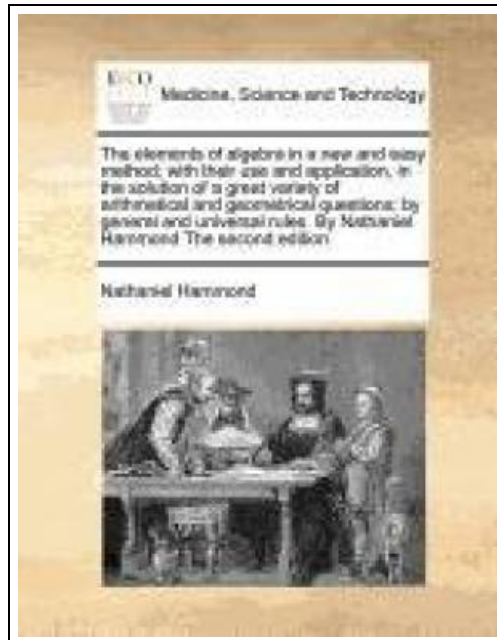 ECCO
Medicine, Science and Technology
The elements of algebra in a new and easy
method; with their use and application, in
the solution of a great variety of
arithmetical and geometrical questions; by
general and universal rules. By Nathaniel
Hammond The second edition
Nathaniel Hammond